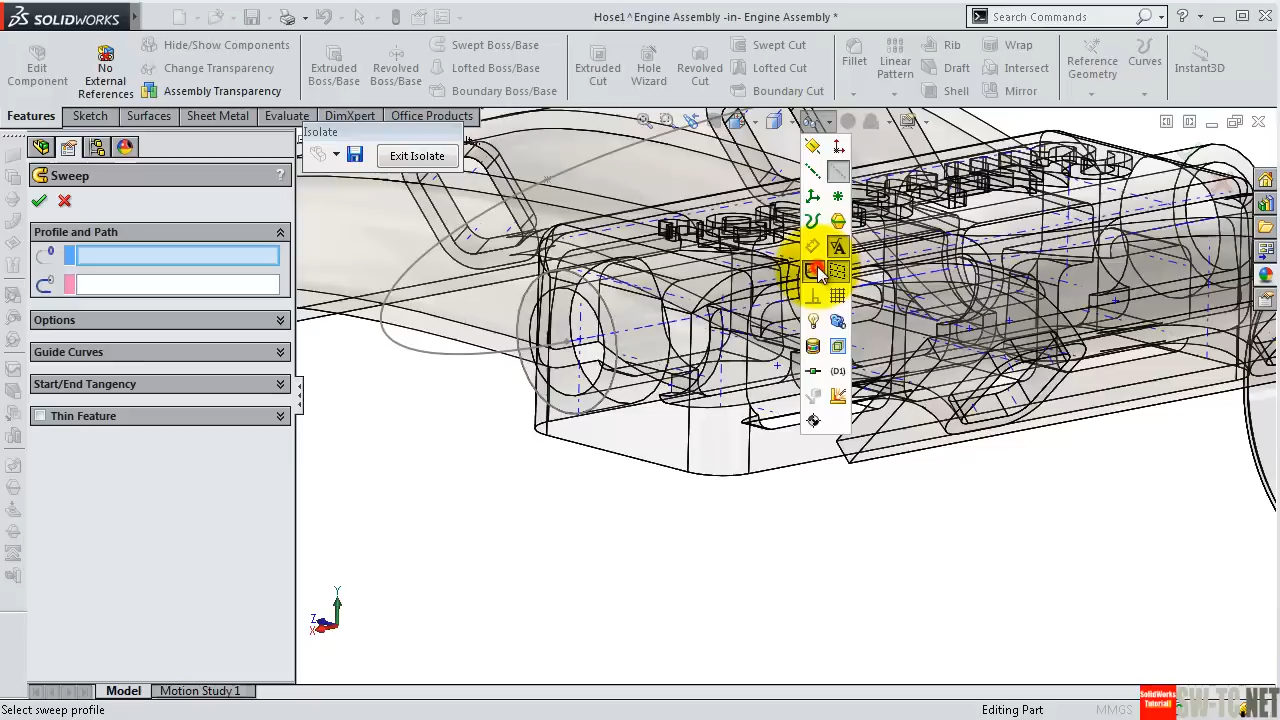 SOLIDWORKS
Hose1^Engine Assembly -in- Engine Assembly *
Search Commands
?
Edit Component
No External References
Hide/Show Components
Change Transparency
Assembly Transparency
Extruded Boss/Base
Revolved Boss/Base
Swept Boss/Base
Lofted Boss/Base
Boundary Boss/Base
Extruded Cut
Hole Wizard
Revolved Cut
Swept Cut
Lofted Cut
Boundary Cut
Fillet
Linear Pattern
Rib
Draft
Shell
Wrap
Intersect
Mirror
Reference Geometry
Curves
Instant3D
Features
Sketch
Surfaces
Sheet Metal
Evaluate
DimXpert
Office Products
Isolate
Exit Isolate
Sweep
?
Profile and Path
Options
Guide Curves
Start/End Tangency
Thin Feature
(D1)
Y
Z
X
Model
Motion Study 1
Select sweep profile
Editing Part
MMGS
SolidWorks Tutorial
SW-TC.NET